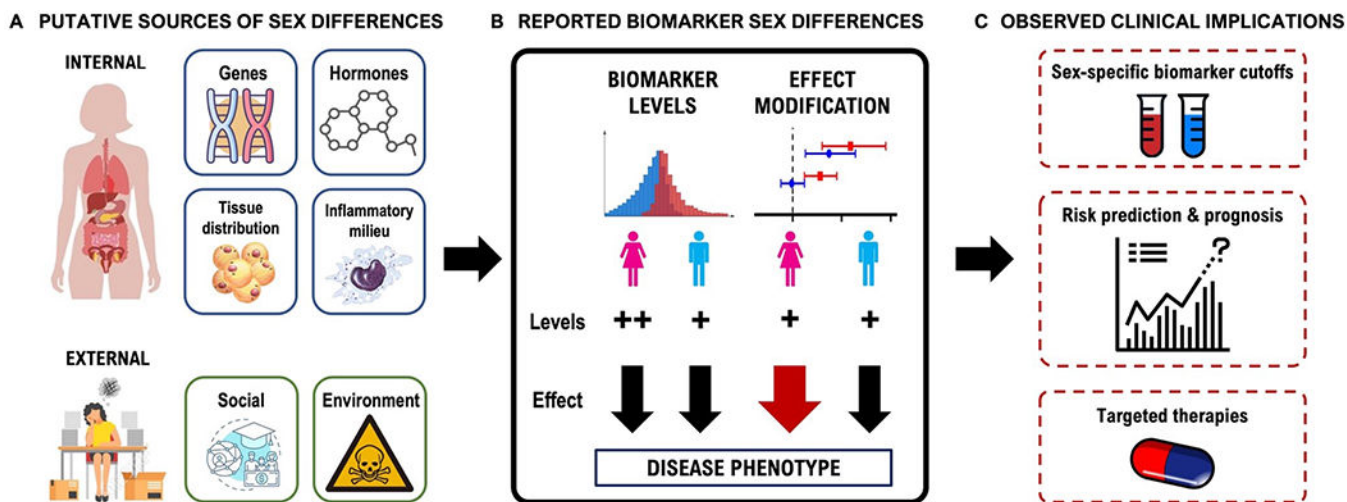 A PUTATIVE SOURCES OF SEX DIFFERENCES
INTERNAL
Genes
Hormones
Tissue
distribution
Inflammatory
milieu
EXTERNAL
Social
Environment
B REPORTED BIOMARKER SEX DIFFERENCES
BIOMARKER
LEVELS
EFFECT
MODIFICATION
Levels ++ + + +
Effect
DISEASE PHENOTYPE
C OBSERVED CLINICAL IMPLICATIONS
Sex-specific biomarker cutoffs
Risk prediction & prognosis
?
Targeted therapies